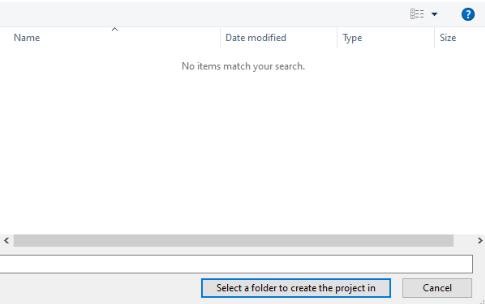 ?
Name Date modified Type Size
No items match your search.
Select a folder to create the project in Cancel